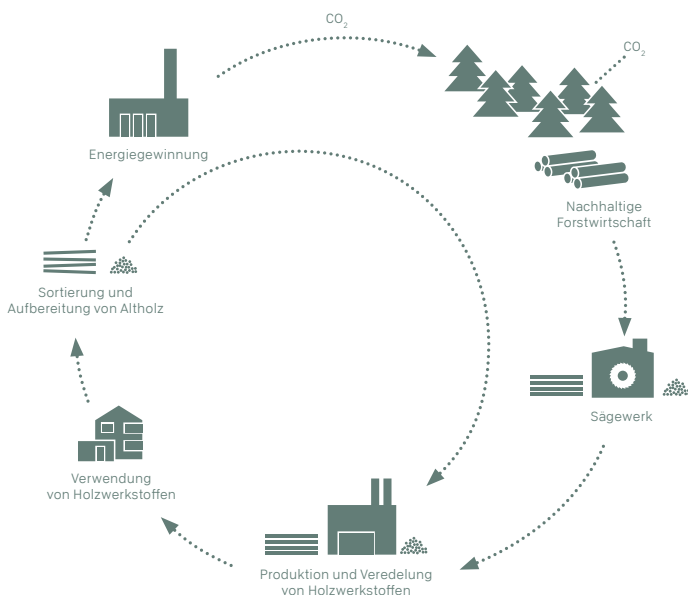 CO₂
CO₂
Energiegewinnung
Nachhaltige
Forstwirtschaft
Sortierung und
Aufbereitung von Altholz
Sägewerk
Verwendung
von Holzwerkstoffen
Produktion und Veredelung
von Holzwerkstoffen